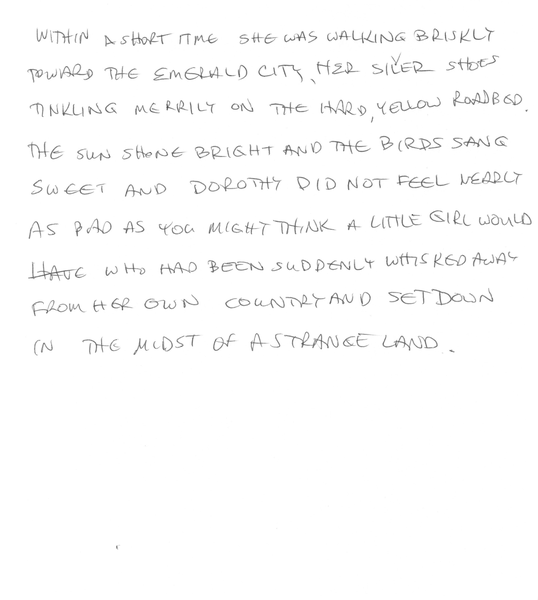 WITHIN A SHORT TIME SHE WAS WALKING BRISKLY
TOWARD THE EMERALD CITY, HER SILVER SHOES
TINKLING MERRILY ON THE HARD, YELLOW ROADBED.
THE SUN SHONE BRIGHT AND THE BIRDS SANG
SWEET AND DOROTHY DID NOT FEEL NEARLY
AS BAD AS YOU MIGHT THINK A LITTLE GIRL WOULD
HAVE WHO HAD BEEN SUDDENLY WHISKED AWAY
FROM HER OWN COUNTRY AND SET DOWN
IN THE MIDST OF A STRANGE LAND.